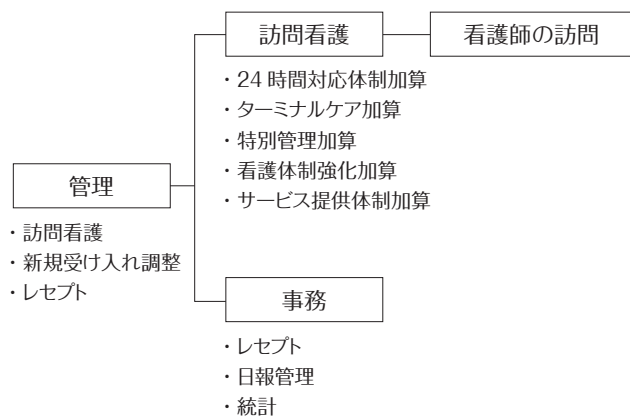 訪問看護
看護師の訪問
・24時間対応体制加算
・ターミナルケア加算
・特別管理加算
・看護体制強化加算
・サービス提供体制加算
管理
・訪問看護
・新規受け入れ調整
・レセプト
事務
・レセプト
・日報管理
・統計